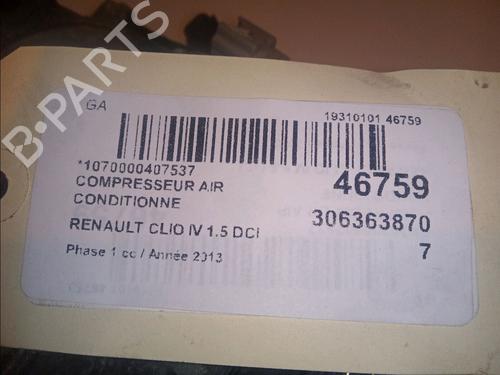 GA
19310101 46759
*1070000407537
COMPRESSEUR AIR
CONDITIONNE
46759
306363870
7
RENAULT CLIO IV 1.5 DCI
Phase 1 cc / Année 2013
B-PARTS